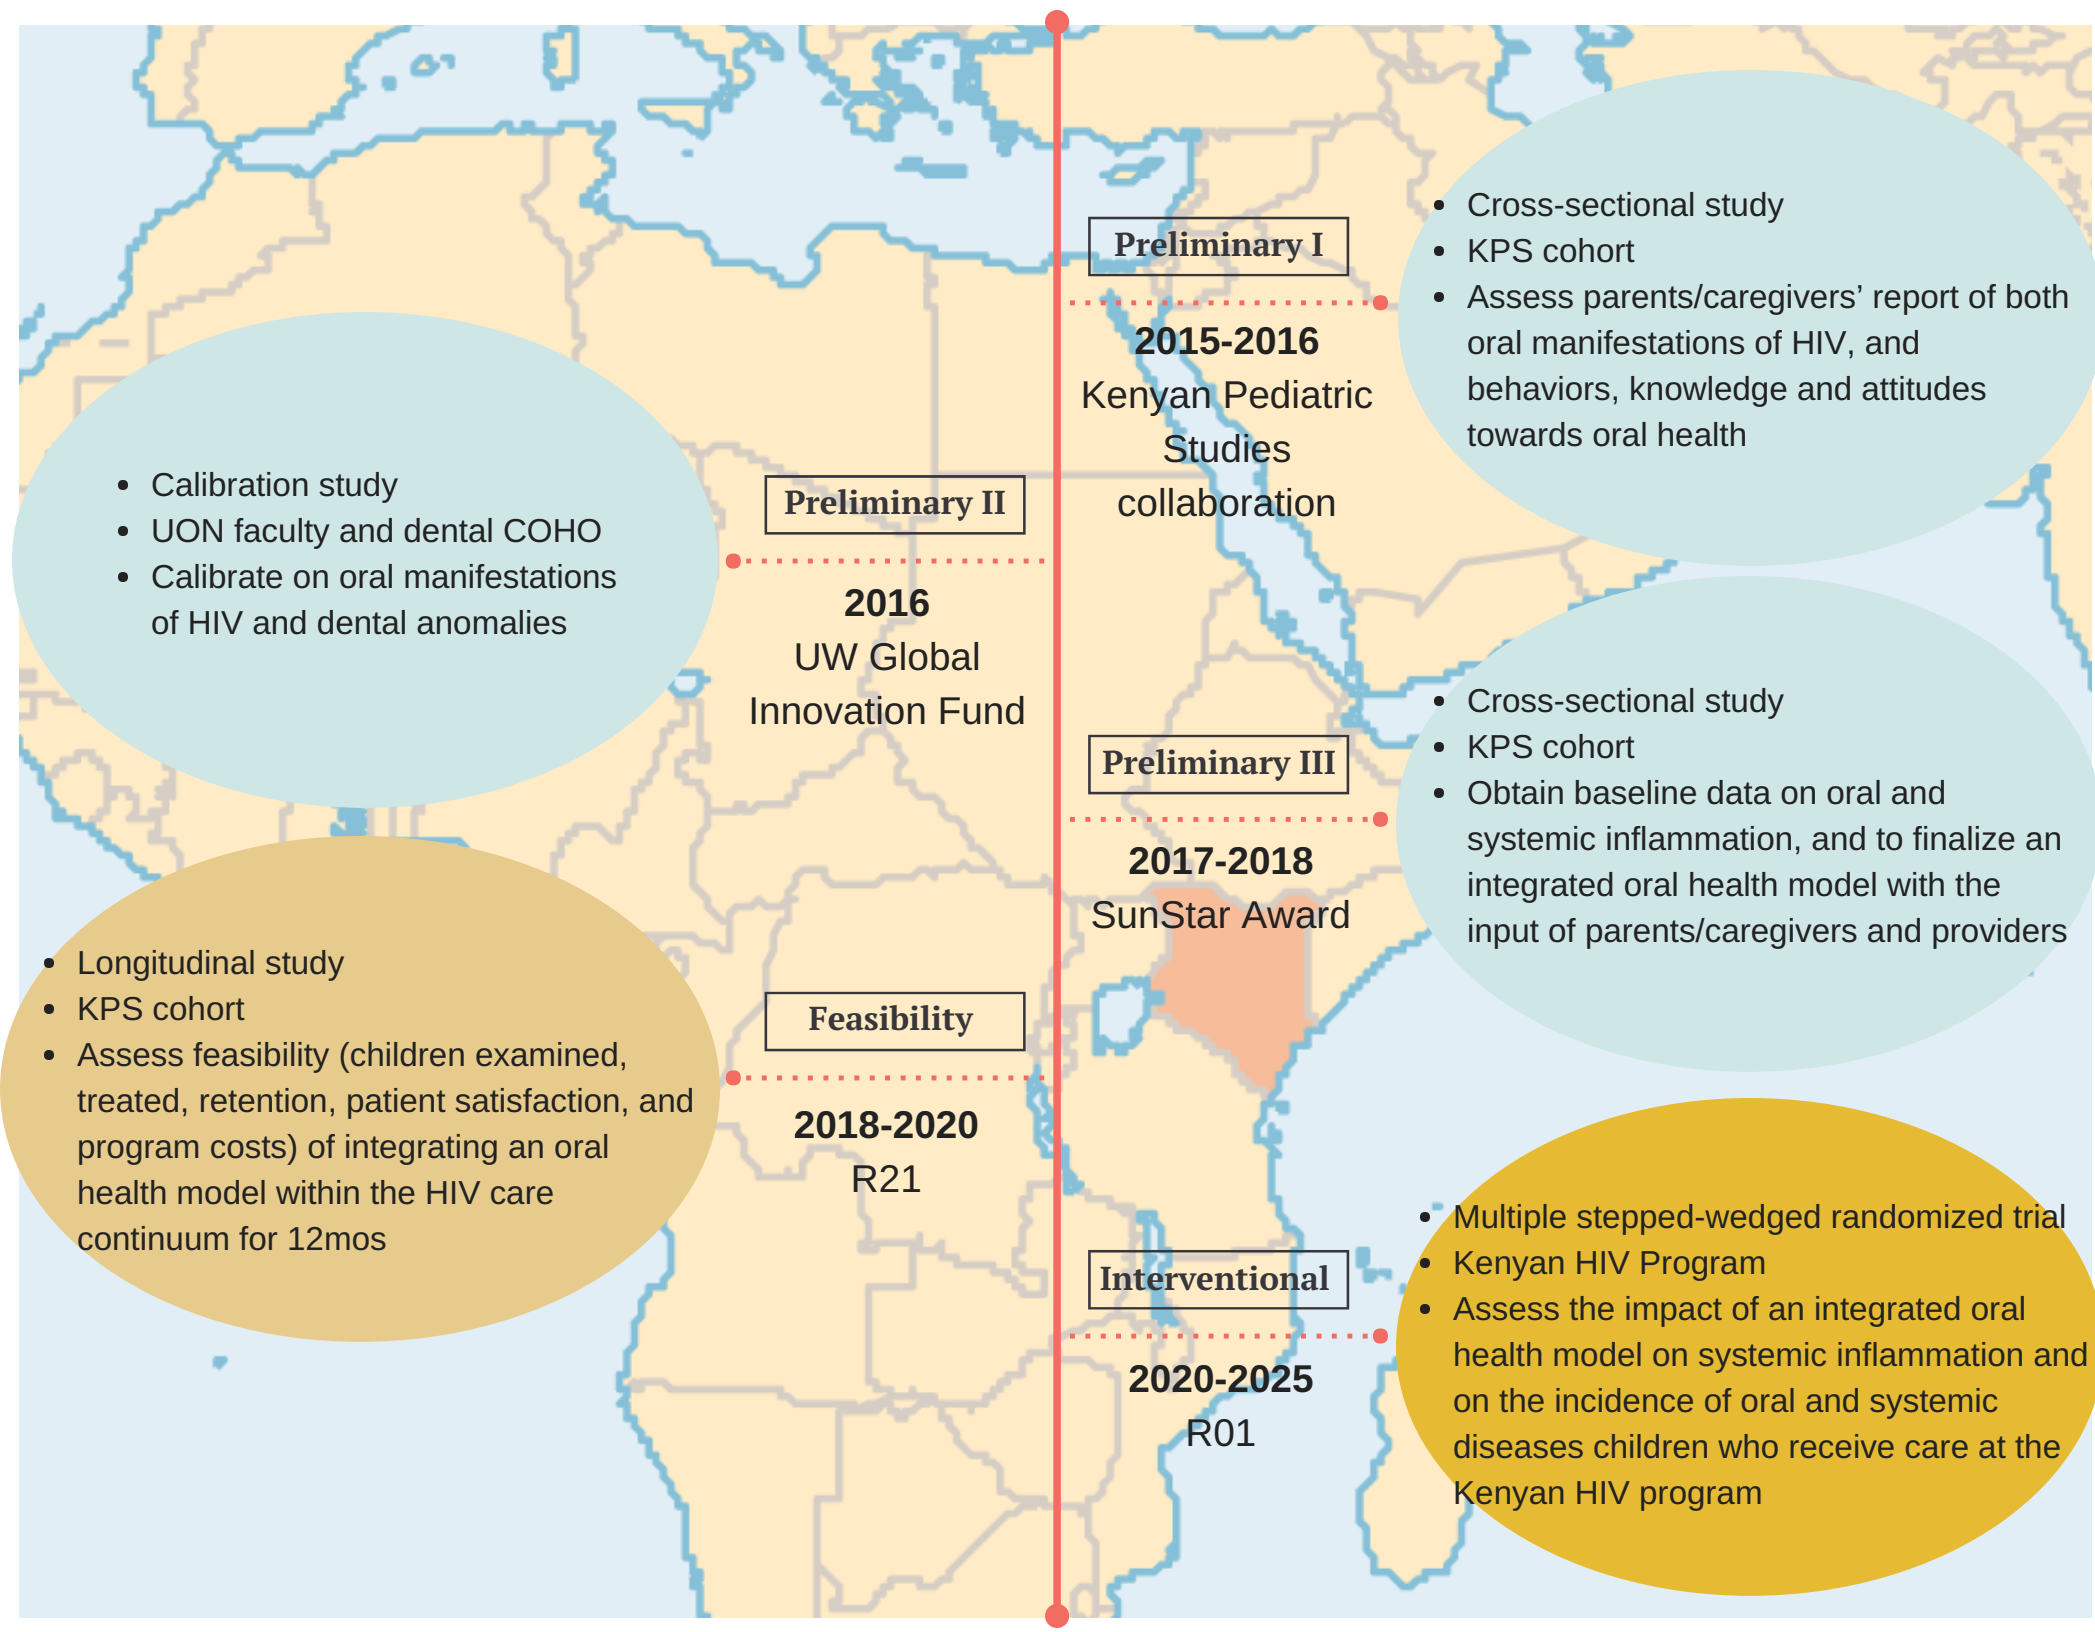 Preliminary I
2015-2016
Kenyan Pediatric
Studies
collaboration
• Cross-sectional study
• KPS cohort
• Assess parents/caregivers’ report of both
oral manifestations of HIV, and
behaviors, knowledge and attitudes
towards oral health
Preliminary II
2016
UW Global
Innovation Fund
• Calibration study
• UON faculty and dental COHO
• Calibrate on oral manifestations
of HIV and dental anomalies
Preliminary III
2017-2018
SunStar Award
• Cross-sectional study
• KPS cohort
• Obtain baseline data on oral and
systemic inflammation, and to finalize an
integrated oral health model with the
input of parents/caregivers and providers
Feasibility
2018-2020
R21
• Longitudinal study
• KPS cohort
• Assess feasibility (children examined,
treated, retention, patient satisfaction, and
program costs) of integrating an oral
health model within the HIV care
continuum for 12mos
Interventional
2020-2025
R01
• Multiple stepped-wedged randomized trial
• Kenyan HIV Program
• Assess the impact of an integrated oral
health model on systemic inflammation and
on the incidence of oral and systemic
diseases children who receive care at the
Kenyan HIV program